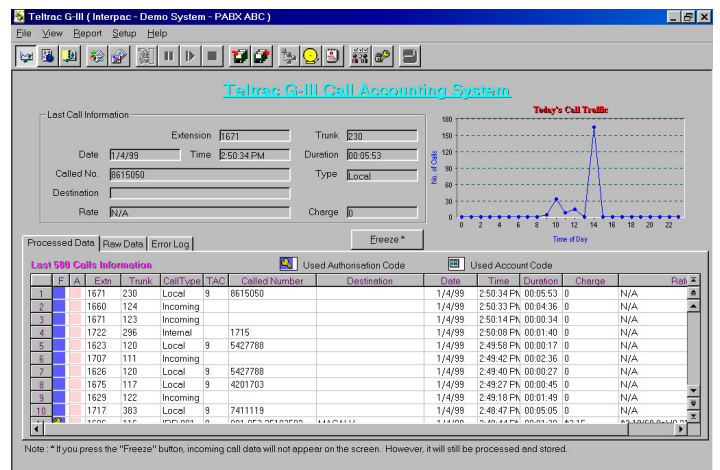 Teltrac G-III ( Interpac - Demo System - PABX ABC )
File View Report Setup Help
Teltrac G-III Call Accounting System
Last Call Information
Extension 1671 Trunk 230
Date 1/4/99 Time 2:50:34 PM Duration 00:05:53
Called No. 8615050 Type Local
Destination
Rate N/A Charge 0
Today's Call Traffic
No. of Calls
180
150
120
90
60
30
0
0 2 4 6 8 10 12 14 16 18 20 22
Time of Day
Processed Data Raw Data Error Log
Freeze *
Last 500 Calls Information Used Authorisation Code Used Account Code
F A Extn Trunk CallType TAC Called Number Destination Date Time Duration Charge Rate
1 1671 230 Local 9 8615050 1/4/99 2:50:34 PM 00:05:53 0 N/A
2 1660 124 Incoming 1/4/99 2:50:33 PM 00:04:36 0 N/A
3 1671 123 Incoming 1/4/99 2:50:14 PM 00:00:34 0 N/A
4 1722 296 Internal 1715 1/4/99 2:50:08 PM 00:01:40 0 N/A
5 1623 120 Local 9 5427788 1/4/99 2:49:58 PM 00:00:17 0 N/A
6 1707 111 Incoming 1/4/99 2:49:42 PM 00:02:36 0 N/A
7 1626 120 Local 9 5427788 1/4/99 2:49:40 PM 00:00:27 0 N/A
8 1675 117 Local 9 4201703 1/4/99 2:49:27 PM 00:00:45 0 N/A
9 1629 122 Incoming 1/4/99 2:49:18 PM 00:01:49 0 N/A
10 1717 383 Local 9 7411119 1/4/99 2:48:47 PM 00:05:05 0 N/A
Note : * If you press the "Freeze" button, incoming call data will not appear on the screen. However, it will still be processed and stored.